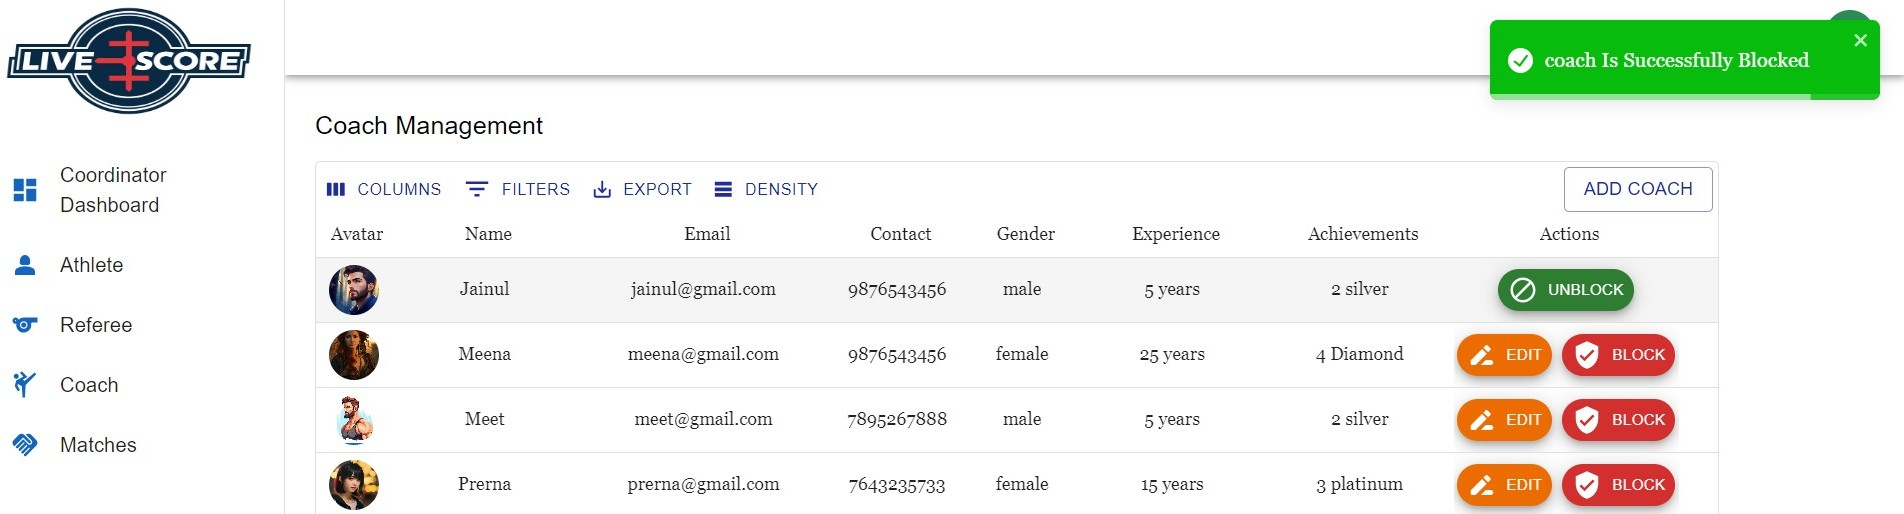 LIVE SCORE
coach Is Successfully Blocked
Coach Management
Coordinator
Dashboard
Athlete
Referee
Coach
Matches
COLUMNS FILTERS EXPORT DENSITY ADD COACH
Avatar Name Email Contact Gender Experience Achievements Actions
Jainul jainul@gmail.com 9876543456 male 5 years 2 silver UNBLOCK
Meena meena@gmail.com 9876543456 female 25 years 4 Diamond EDIT BLOCK
Meet meet@gmail.com 7895267888 male 5 years 2 silver EDIT BLOCK
Prerna prerna@gmail.com 7643235733 female 15 years 3 platinum EDIT BLOCK